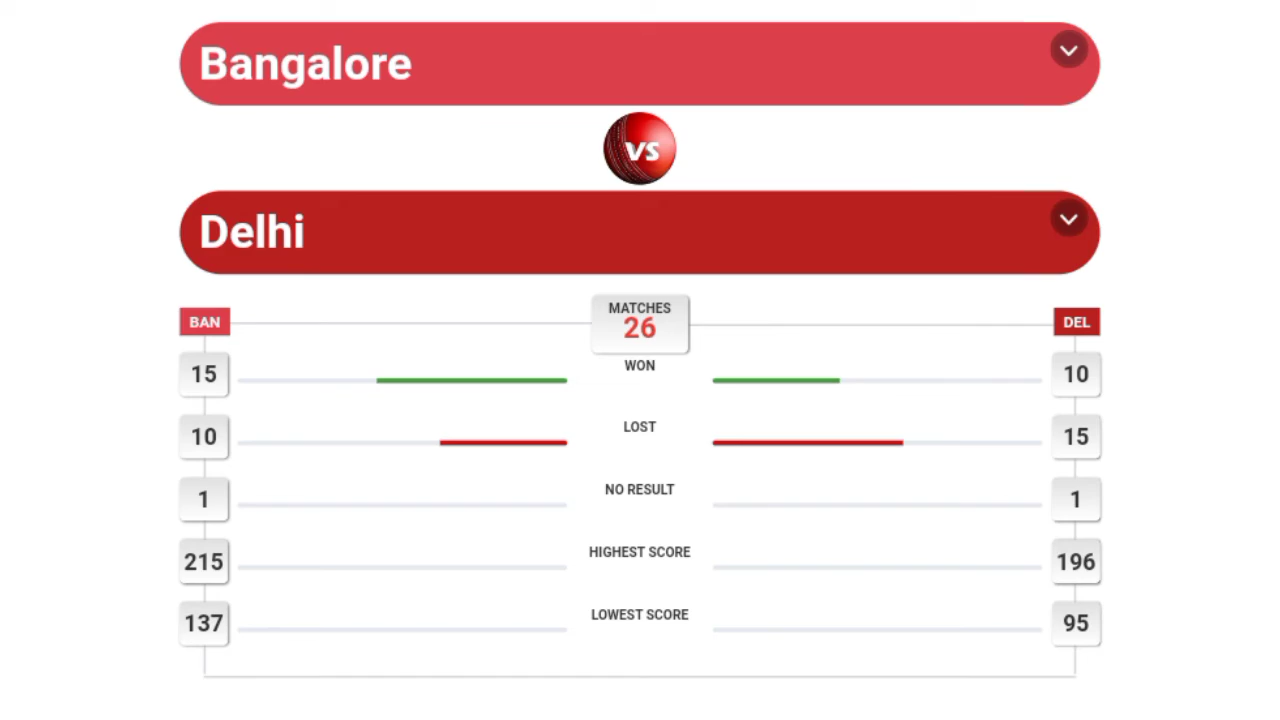 Bangalore
VS
Delhi
BAN
MATCHES
26
DEL
15
WON
10
10
LOST
15
1
NO RESULT
1
215
HIGHEST SCORE
196
137
LOWEST SCORE
95